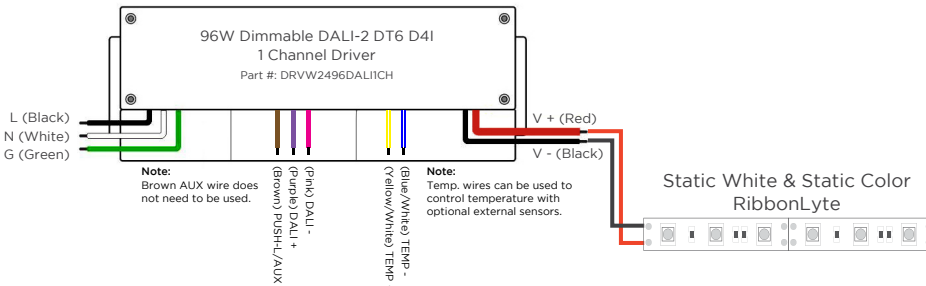 96W Dimmable DALI-2 DT6 D4I
1 Channel Driver
Part #: DRVW2496DALI1CH
L (Black)
N (White)
G (Green)
V + (Red)
V - (Black)
Note:
Brown AUX wire does
not need to be used.
(Brown) PUSH-L/AUX
(Purple) DALI +
(Pink) DALI -
(Yellow/White) TEMP
(Blue/White) TEMP -
Note:
Temp. wires can be used to
control temperature with
optional external sensors.
Static White & Static Color
RibbonLyte